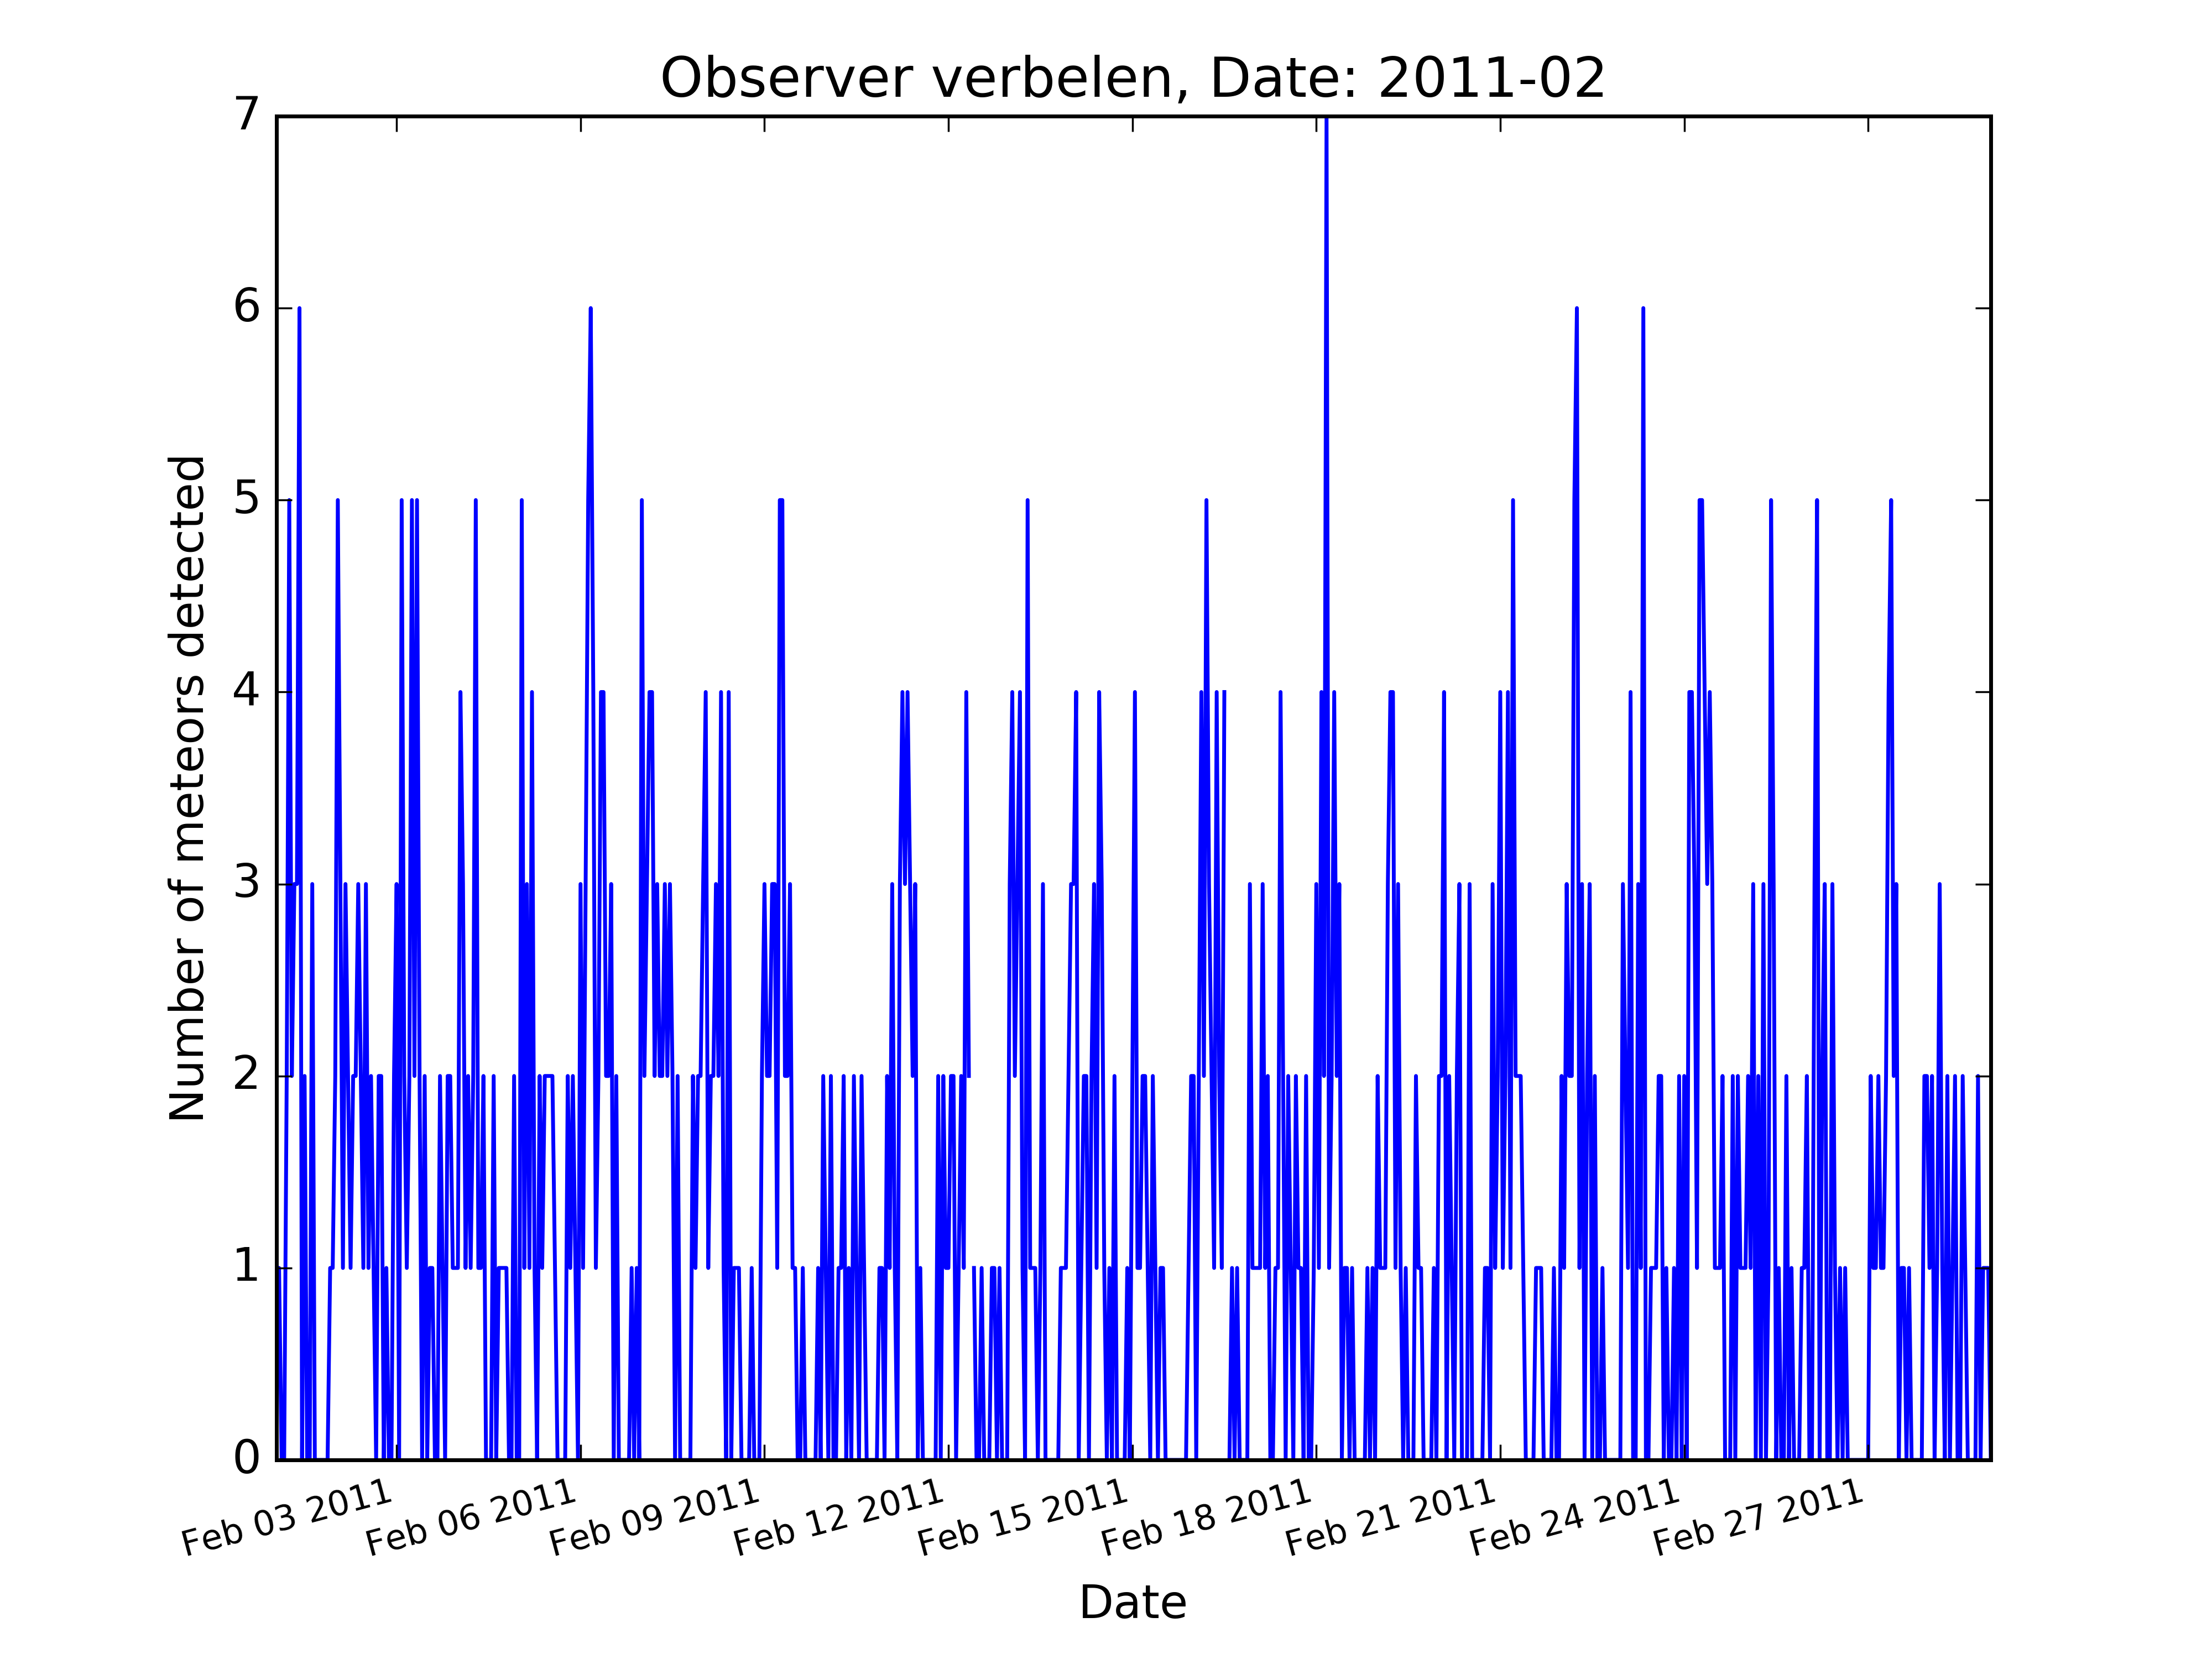 Observer verbelen, Date: 2011-02
Number of meteors detected
7
6
5
4
3
2
1
0
Feb 03 2011
Feb 06 2011
Feb 09 2011
Feb 12 2011
Feb 15 2011
Feb 18 2011
Feb 21 2011
Feb 24 2011
Feb 27 2011
Date